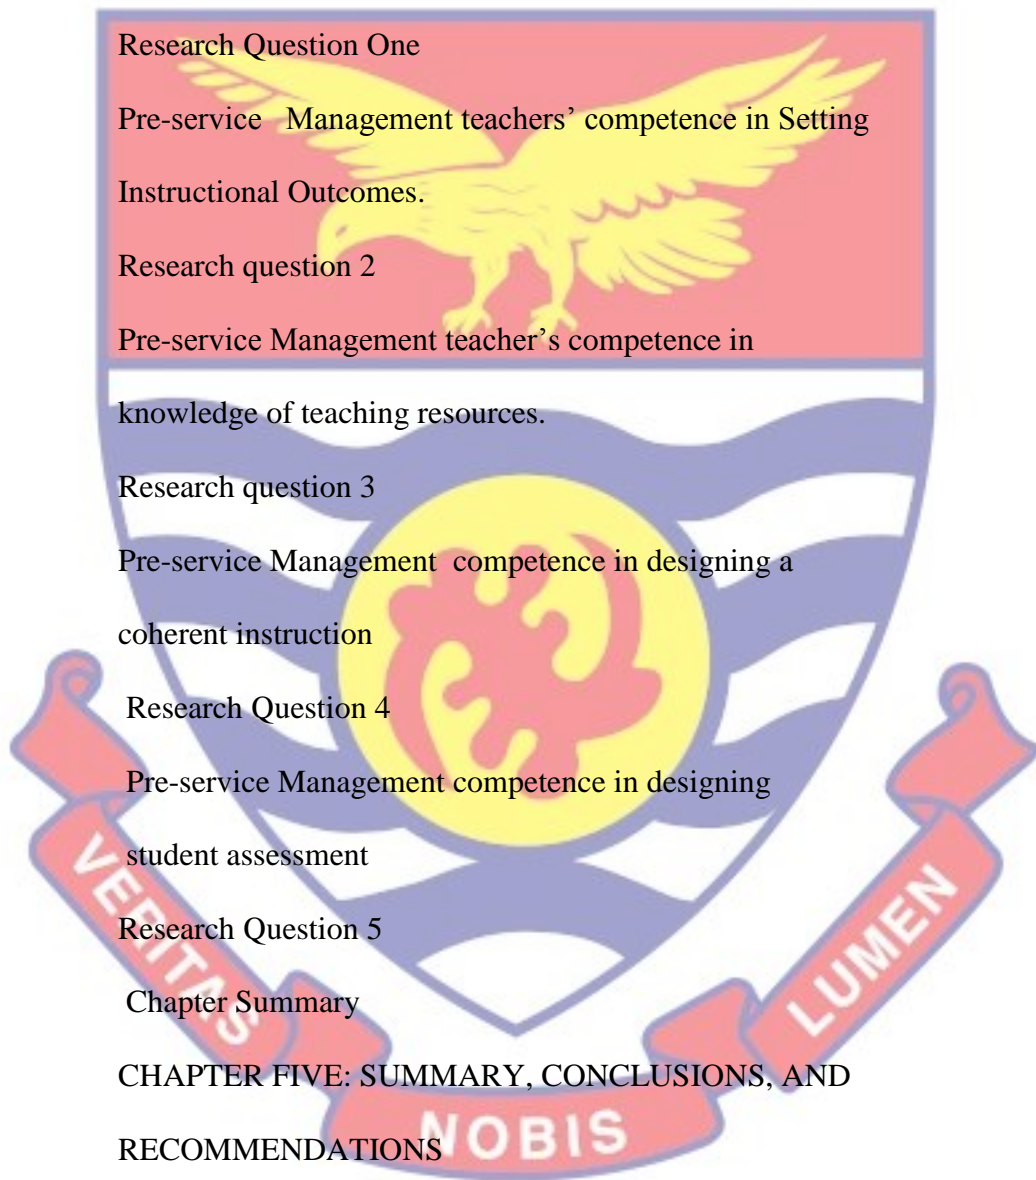 Research Question One
Pre-service Management teachers’ competence in Setting
Instructional Outcomes.
Research question 2
Pre-service Management teacher’s competence in
knowledge of teaching resources.
Research question 3
Pre-service Management competence in designing a
coherent instruction
Research Question 4
Pre-service Management competence in designing
student assessment
Research Question 5
Chapter Summary
CHAPTER FIVE: SUMMARY, CONCLUSIONS, AND
RECOMMENDATIONS
VERITAS
NOBIS
LUMEN